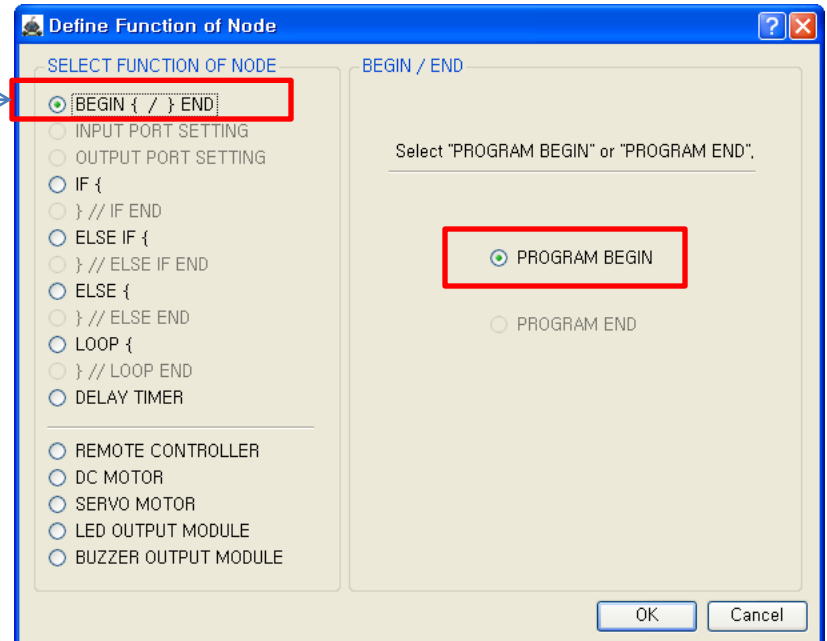 Define Function of Node
SELECT FUNCTION OF NODE
BEGIN { / } END
INPUT PORT SETTING
OUTPUT PORT SETTING
IF {
} // IF END
ELSE IF {
} // ELSE IF END
ELSE {
} // ELSE END
LOOP {
} // LOOP END
DELAY TIMER
REMOTE CONTROLLER
DC MOTOR
SERVO MOTOR
LED OUTPUT MODULE
BUZZER OUTPUT MODULE
BEGIN / END
Select "PROGRAM BEGIN" or "PROGRAM END",
PROGRAM BEGIN
PROGRAM END
OK
Cancel